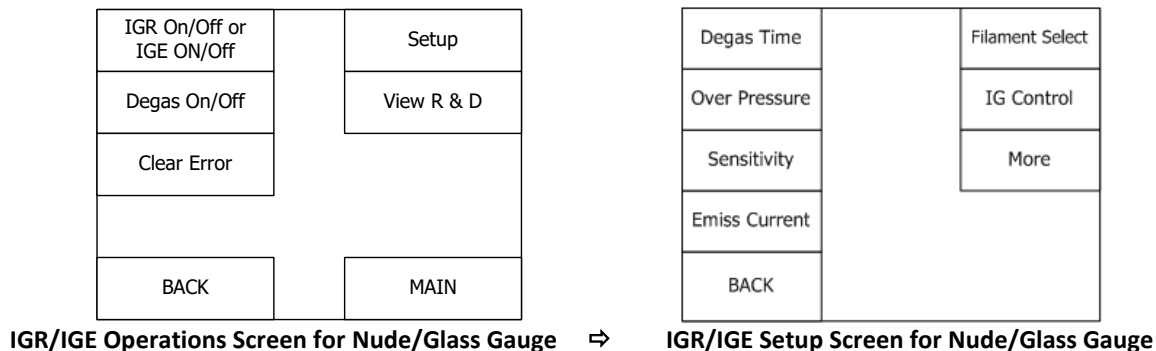 IGR On/Off or
IGE ON/Off
Setup
Degas On/Off
View R & D
Clear Error
BACK
MAIN
IGR/IGE Operations Screen for Nude/Glass Gauge ⇨
Degas Time
Filament Select
Over Pressure
IG Control
Sensitivity
More
Emiss Current
BACK
IGR/IGE Setup Screen for Nude/Glass Gauge